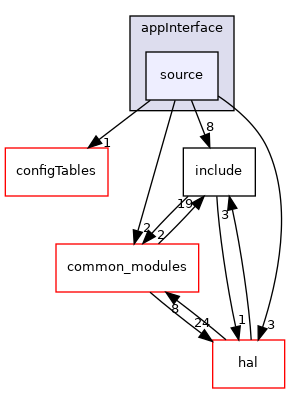 appInterface
source
8
1
configTables
include
19
3
2
2
common_modules
8
24
1
3
hal